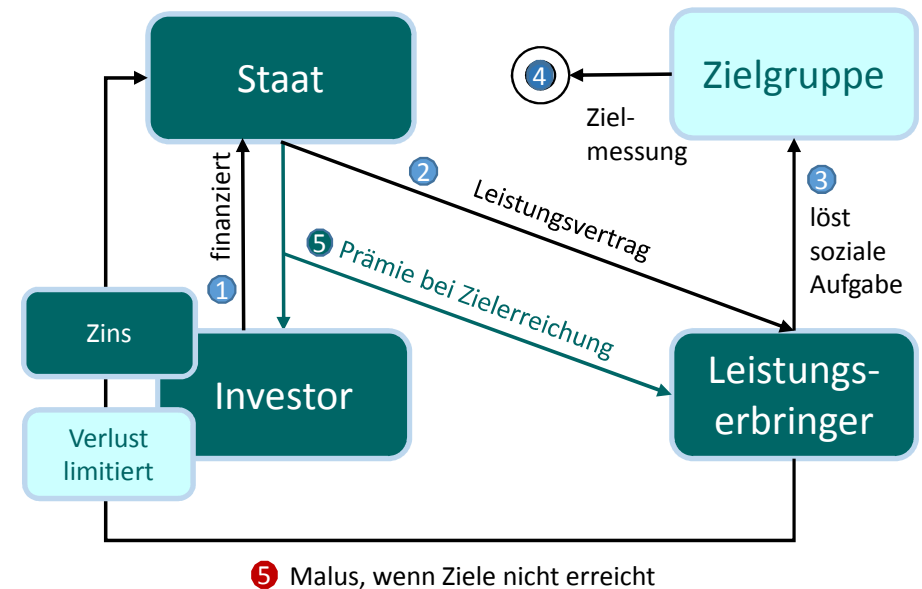 Staat
4
Zielgruppe
Ziel-
messung
finanziert
2
Leistungsvertrag
3
löst
soziale
Aufgabe
5 Prämie bei Zielerreichung
1
Zins
Investor
Leistungs-
erbringer
Verlust
limitiert
5 Malus, wenn Ziele nicht erreicht